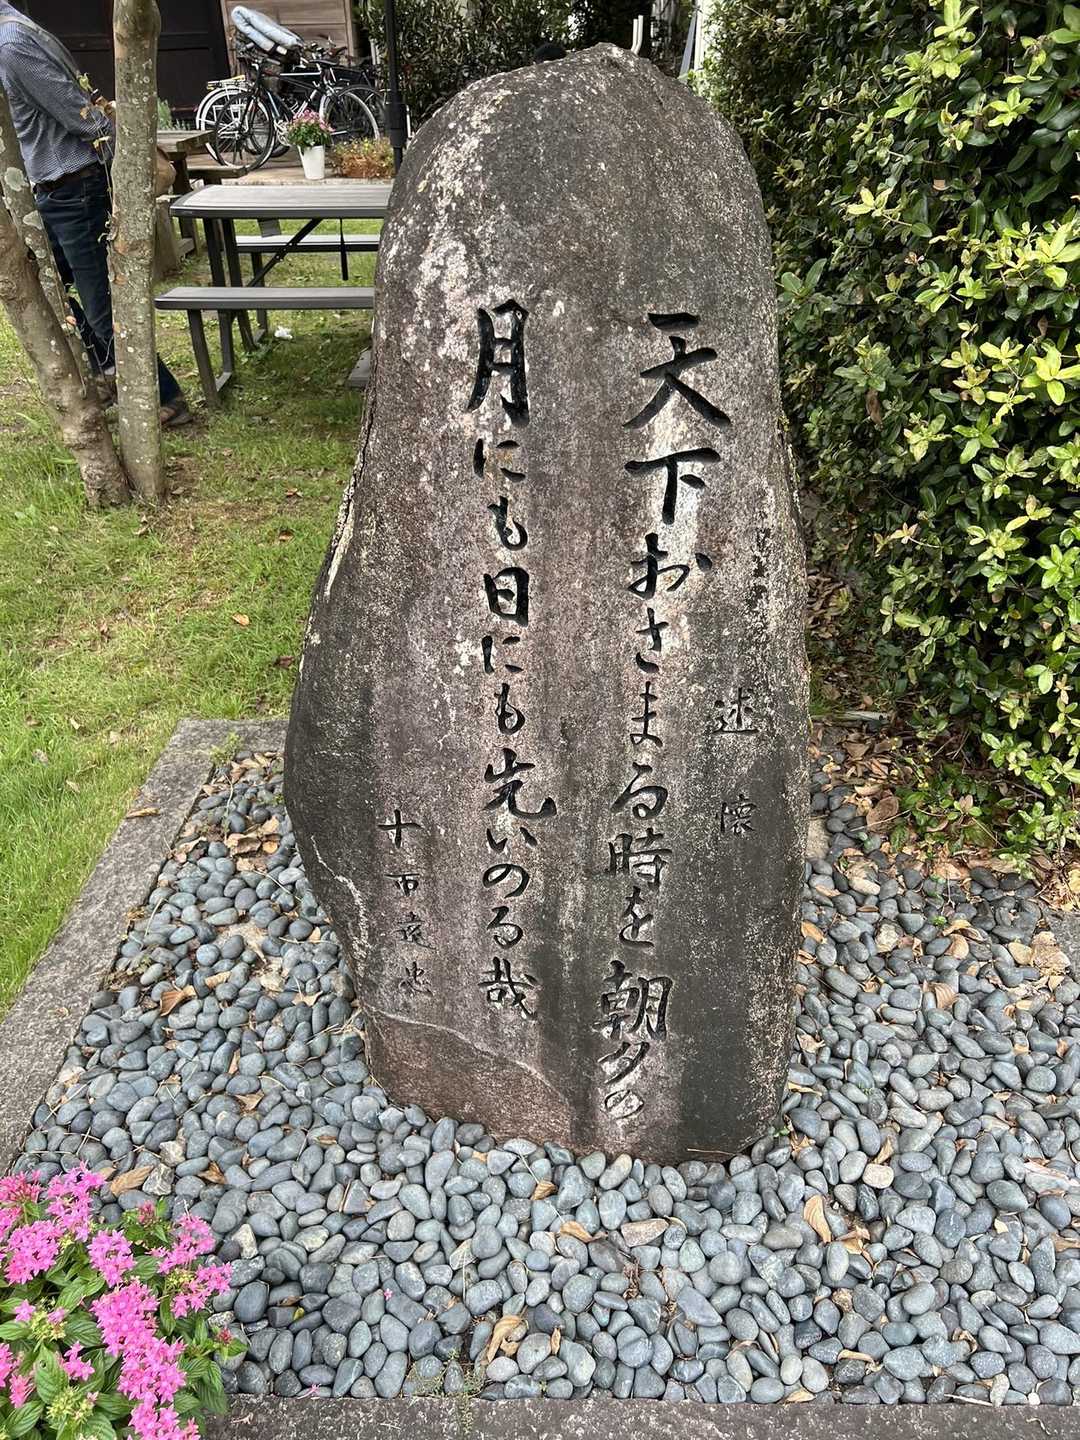 述懐
天下おさまる時を朝夕の
月にも日にも先いのる哉
十市遠忠